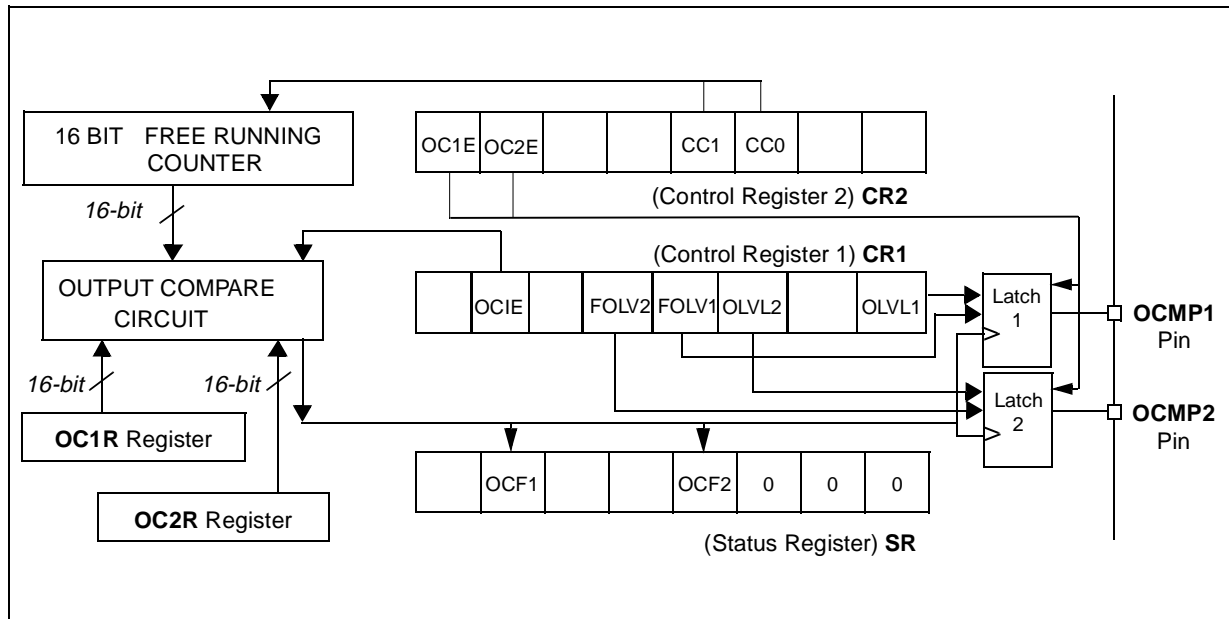 16 BIT FREE RUNNING
COUNTER
OC1E OC2E CC1 CC0
(Control Register 2) CR2
16-bit
(Control Register 1) CR1
OUTPUT COMPARE
CIRCUIT
OCIE FOLV2 FOLV1 OLVL2 OLVL1
Latch
1
OCMP1
Pin
16-bit
16-bit
Latch
2
OCMP2
Pin
OC1R Register
OCF1 OCF2 0 0 0
OC2R Register
(Status Register) SR